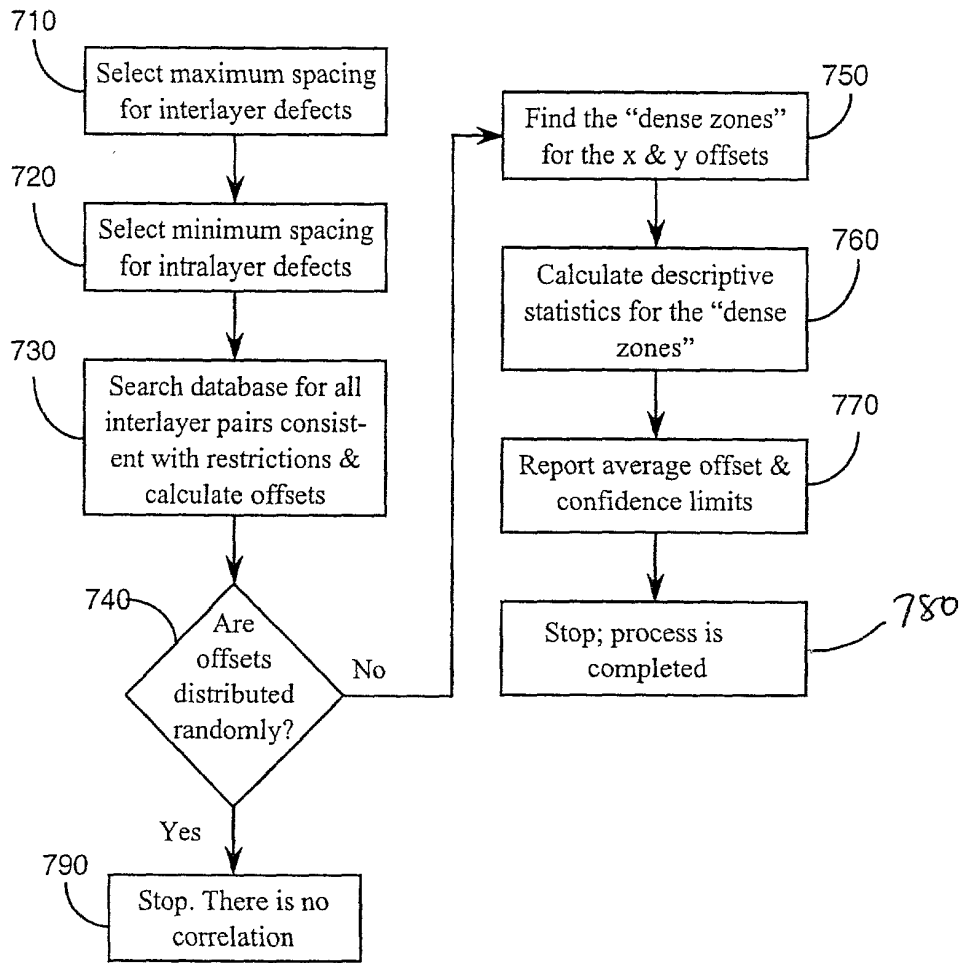 710
Select maximum spacing
for interlayer defects
720
Select minimum spacing
for intralayer defects
730
Search database for all
interlayer pairs consist-
ent with restrictions &
calculate offsets
740
Are
offsets
distributed
randomly?
No
Yes
790
Stop. There is no
correlation
750
Find the “dense zones”
for the x & y offsets
760
Calculate descriptive
statistics for the “dense
zones”
770
Report average offset &
confidence limits
780
Stop; process is
completed